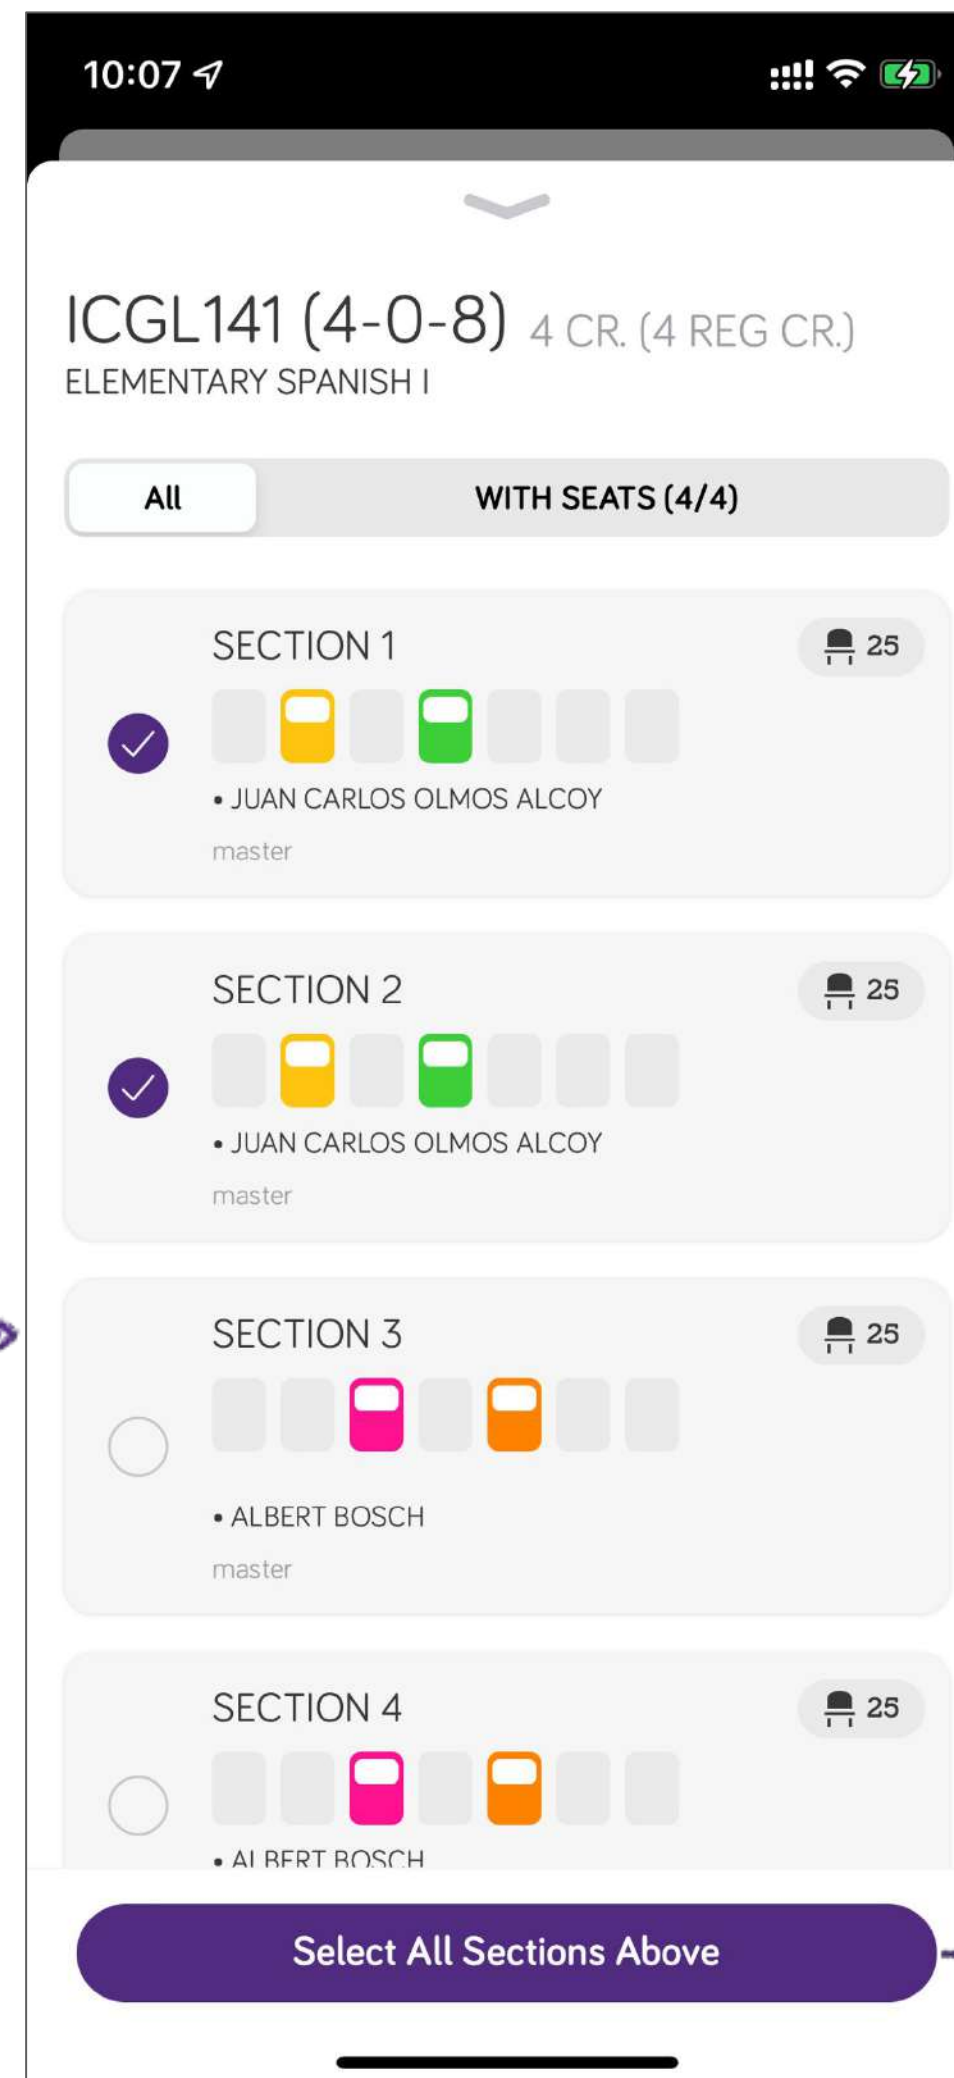 10:07
ICGL141 (4-0-8) 4 CR. (4 REG CR.)
ELEMENTARY SPANISH I
All WITH SEATS (4/4)
SECTION 1 25
• JUAN CARLOS OLMOS ALCOY
master
SECTION 2 25
• JUAN CARLOS OLMOS ALCOY
master
SECTION 3 25
• ALBERT BOSCH
master
SECTION 4 25
• ALBERT BOSCH
Select All Sections Above